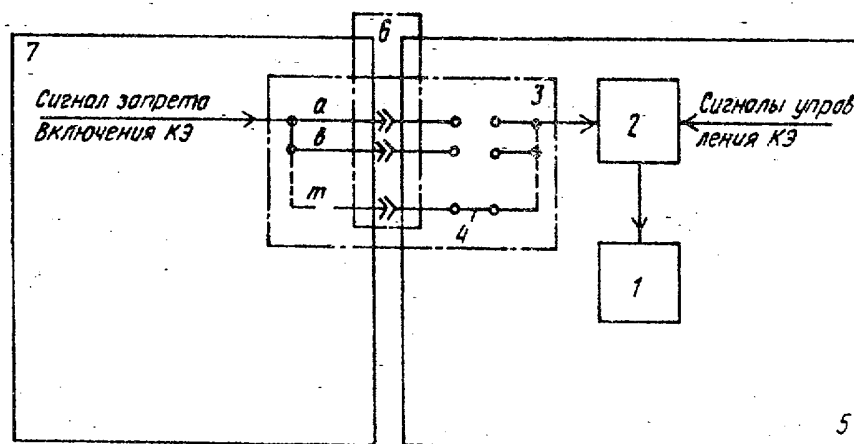 7
6
Сигнал запрета
включения КЭ
а
в
т
3
4
2
Сигналы управ
ления КЭ
1
5